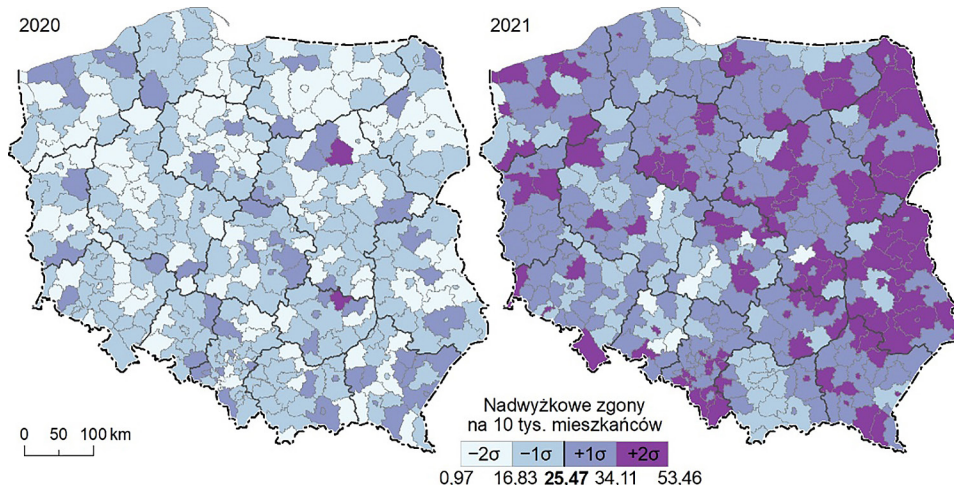 2020
2021
Nadwyżkowe zgony
na 10 tys. mieszkańców
−2σ −1σ +1σ +2σ
0.97 16.83 25.47 34.11 53.46
0 50 100 km